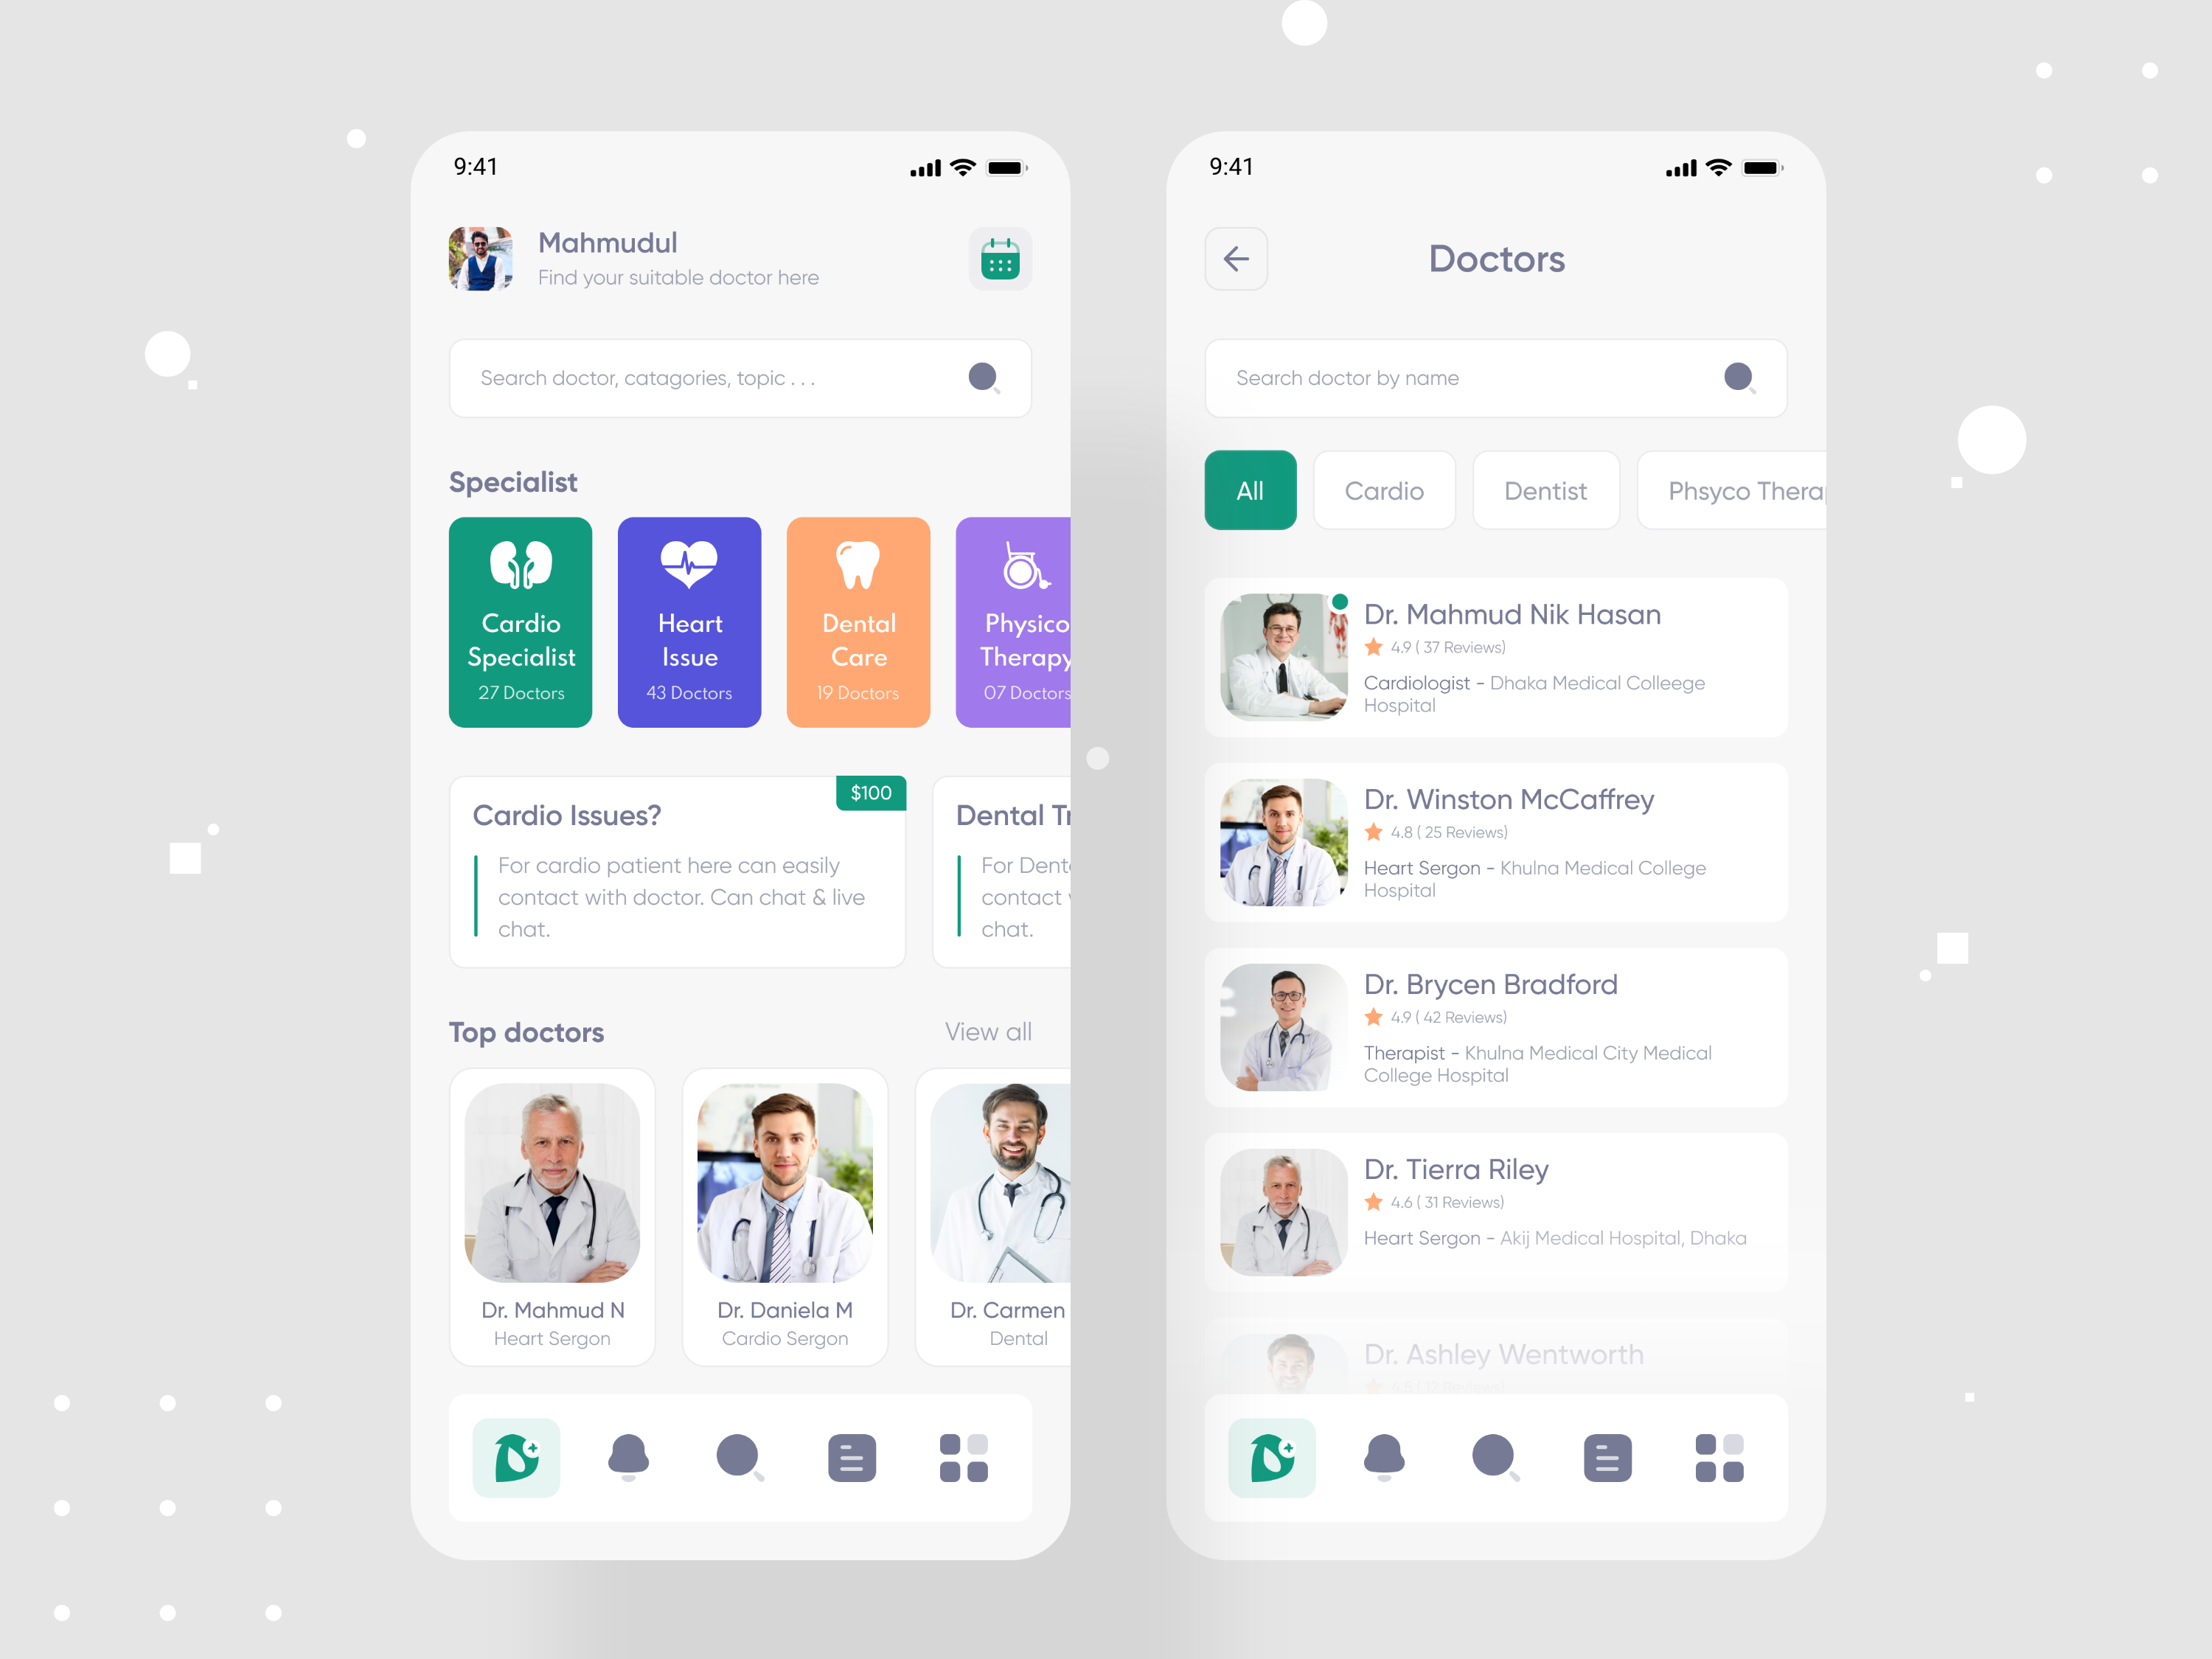 9:41
Mahmudul
Find your suitable doctor here
Search doctor, catagories, topic . . .
Specialist
Cardio
Specialist
27 Doctors
Heart
Issue
43 Doctors
Dental
Care
19 Doctors
Physico
Therapy
07 Doctors
$100
Cardio Issues?
For cardio patient here can easily
contact with doctor. Can chat & live
chat.
Dental Tr
For Dent
contact
chat.
Top doctors
View all
Dr. Mahmud N
Heart Sergon
Dr. Daniela M
Cardio Sergon
Dr. Carmen
Dental
9:41
Doctors
Search doctor by name
All
Cardio
Dentist
Phsyco Therap
Dr. Mahmud Nik Hasan
4.9 ( 37 Reviews)
Cardiologist - Dhaka Medical Colleege
Hospital
Dr. Winston McCaffrey
4.8 ( 25 Reviews)
Heart Sergon - Khulna Medical College
Hospital
Dr. Brycen Bradford
4.9 ( 42 Reviews)
Therapist - Khulna Medical City Medical
College Hospital
Dr. Tierra Riley
4.6 ( 31 Reviews)
Heart Sergon - Akij Medical Hospital, Dhaka
Dr. Ashley Wentworth